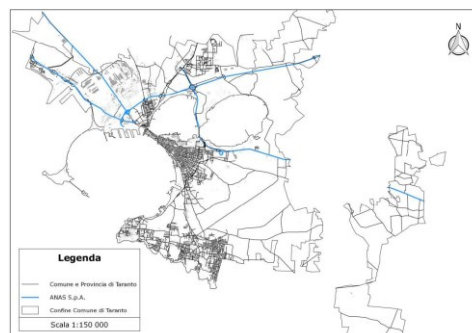 N
Legenda
Comune e Provincia di Taranto
ANAS S.p.A.
Confine Comune di Taranto
Scala 1:150 000